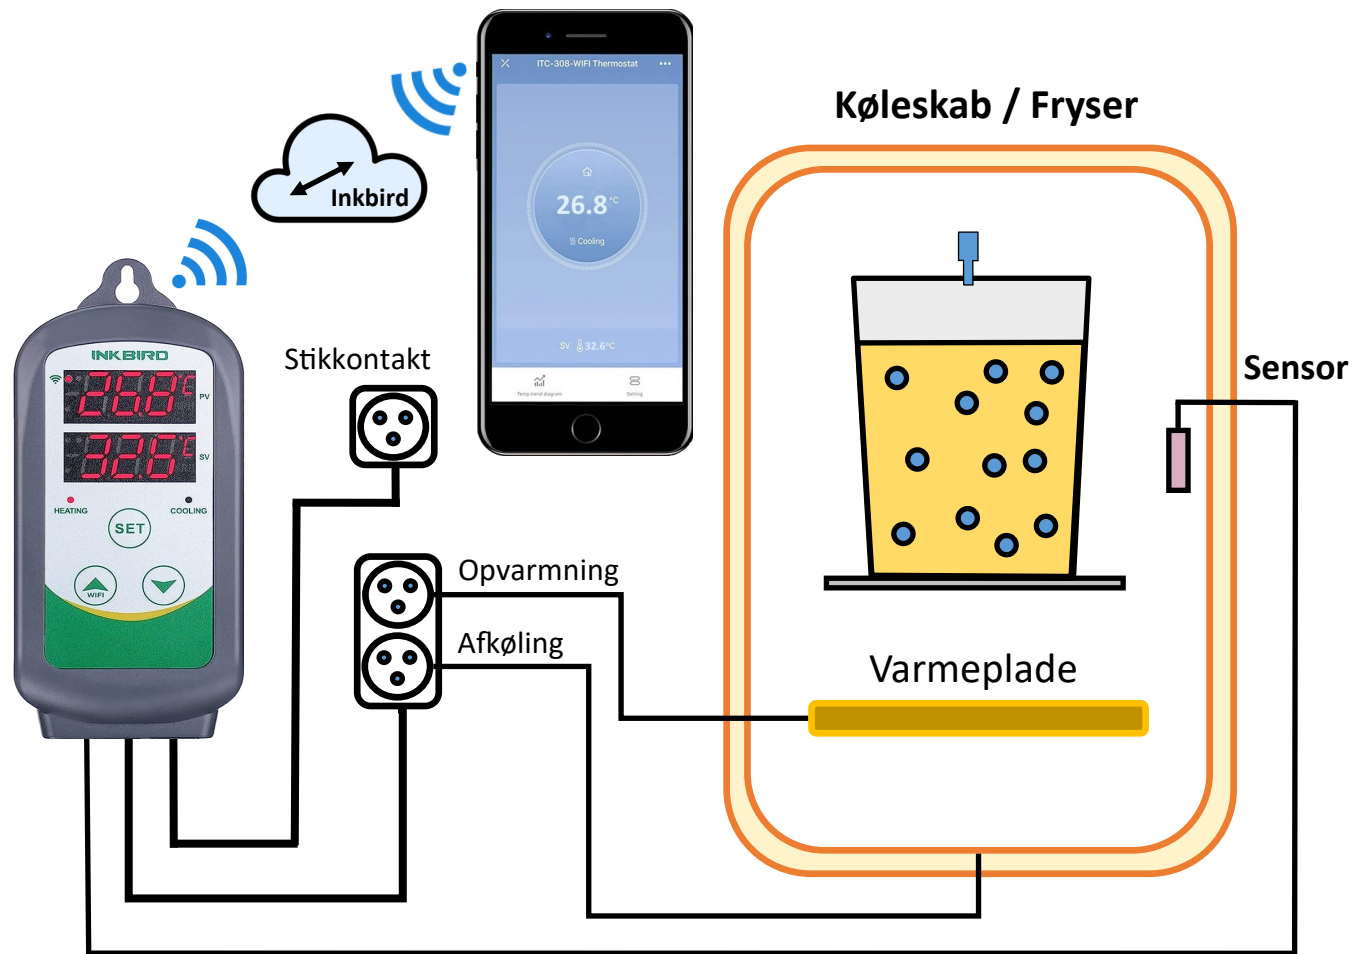 ITC-308-WIFI Thermostat
Køleskab / Fryser
Inkbird
26.8 °C
Cooling
SV 32.6°C
Temp.trend diagram
Setting
INKBIRD
26.8 °C
PV
32.6 °C
SV
HEATING
COOLING
SET
WIFI
Stikkontakt
Sensor
Opvarmning
Afkøling
Varmeplade